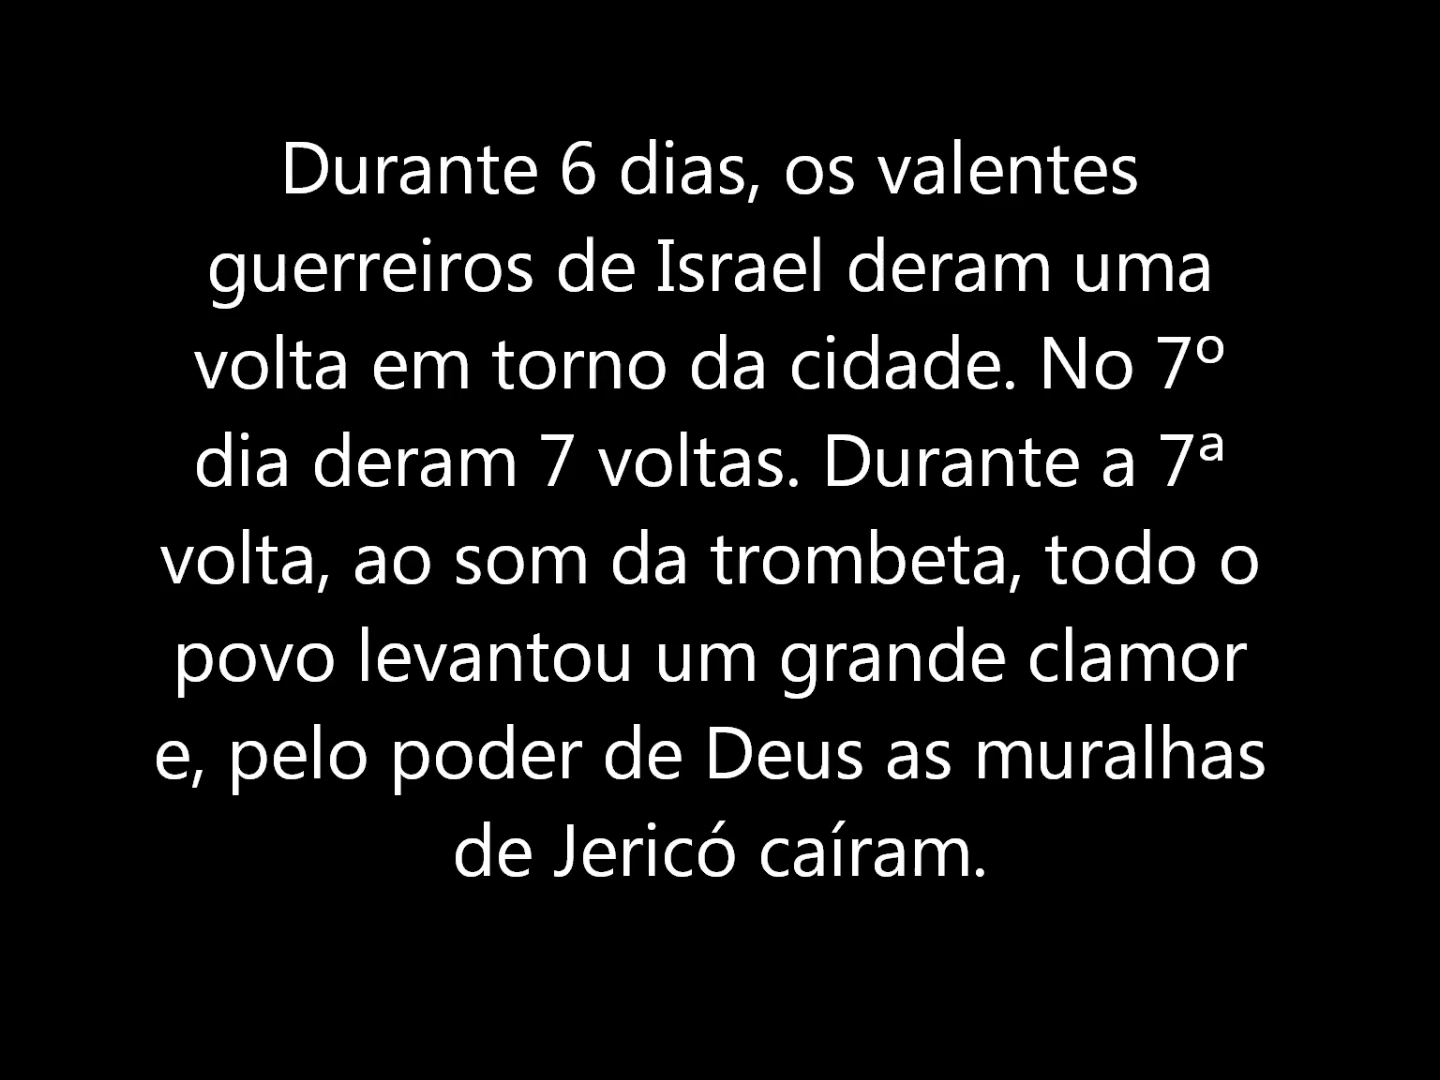 Durante 6 dias, os valentes
guerreiros de Israel deram uma
volta em torno da cidade. No 7º
dia deram 7 voltas. Durante a 7ª
volta, ao som da trombeta, todo o
povo levantou um grande clamor
e, pelo poder de Deus as muralhas
de Jericó caíram.